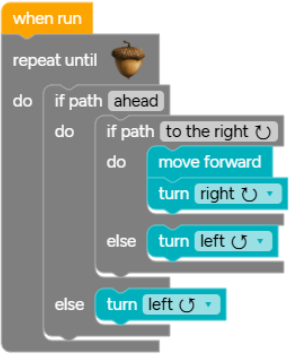 when run
repeat until
do if path ahead
do if path to the right ↻
do move forward
turn right ↻
else turn left ↺
else turn left ↺